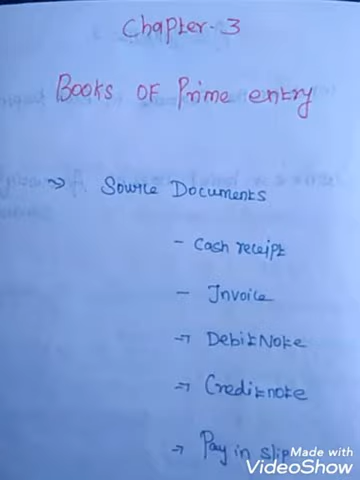 Chapter-3
Books OF Prime entry
~> Source Documents
- Cash receipt
- Invoice
-> Debit Note
-> Credit note
-> Pay in slip
Made with
VideoShow